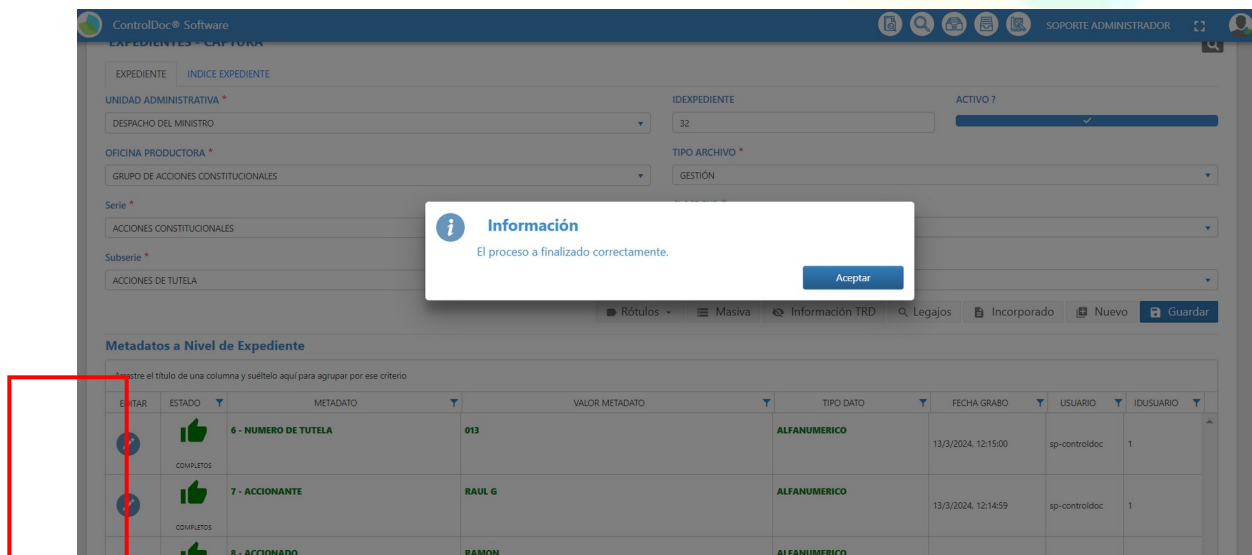 ControlDoc® Software
SOPORTE ADMINISTRADOR
EXPEDIENTES - CAPTURA
EXPEDIENTE INDICE EXPEDIENTE
UNIDAD ADMINISTRATIVA * IDEXPEDIENTE ACTIVO ?
DESPACHO DEL MINISTRO 32
OFICINA PRODUCTORA * TIPO ARCHIVO *
GRUPO DE ACCIONES CONSTITUCIONALES GESTIÓN
Serie *
ACCIONES CONSTITUCIONALES
Información
El proceso a finalizado correctamente.
Aceptar
Subserie *
ACCIONES DE TUTELA
Rótulos Masiva Información TRD Legajos Incorporado Nuevo Guardar
Metadatos a Nivel de Expediente
Arrastre el título de una columna y suéltelo aquí para agrupar por ese criterio
EDITAR ESTADO METADATO VALOR METADATO TIPO DATO FECHA GRABO USUARIO IDUSUARIO
6 - NUMERO DE TUTELA 013 ALFANUMERICO
13/3/2024, 12:15:00 sp-controldoc 1
COMPLETOS
7 - ACCIONANTE RAUL G ALFANUMERICO
13/3/2024, 12:14:59 sp-controldoc 1
COMPLETOS
8 - ACCIONADO RAMON ALFANUMERICO